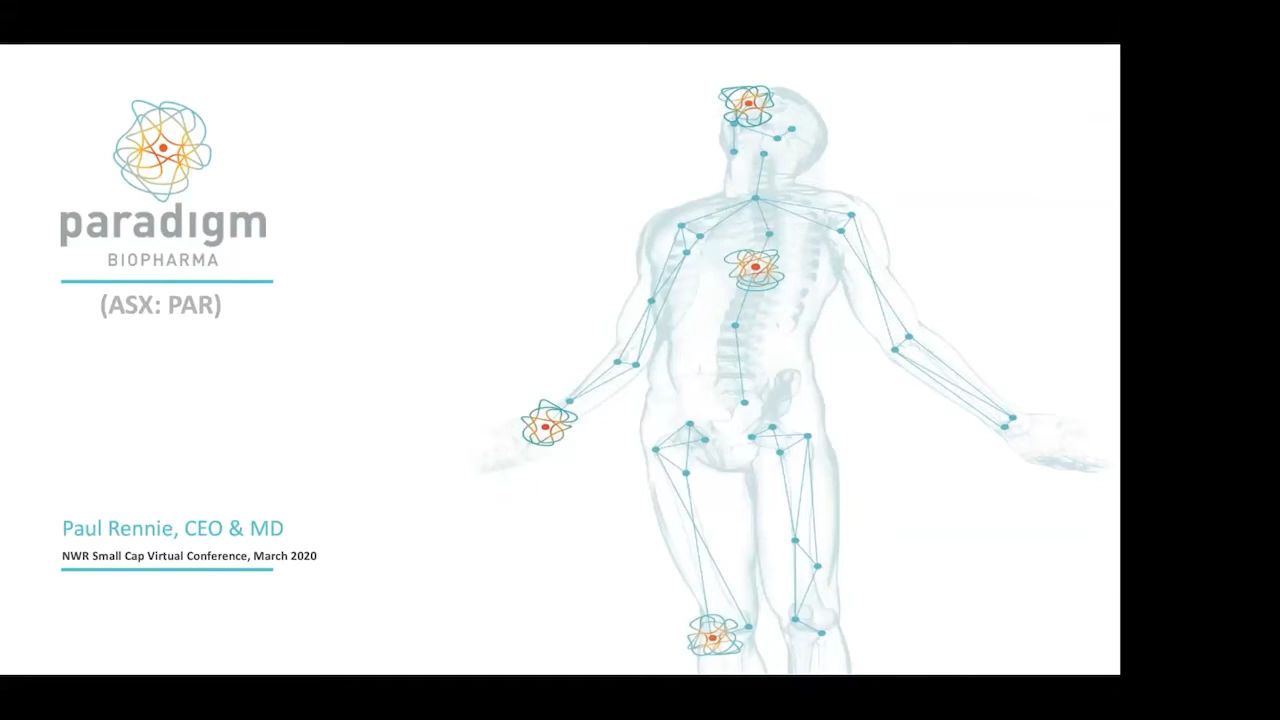 paradigm
BIOPHARMA
(ASX: PAR)
Paul Rennie, CEO & MD
NWR Small Cap Virtual Conference, March 2020